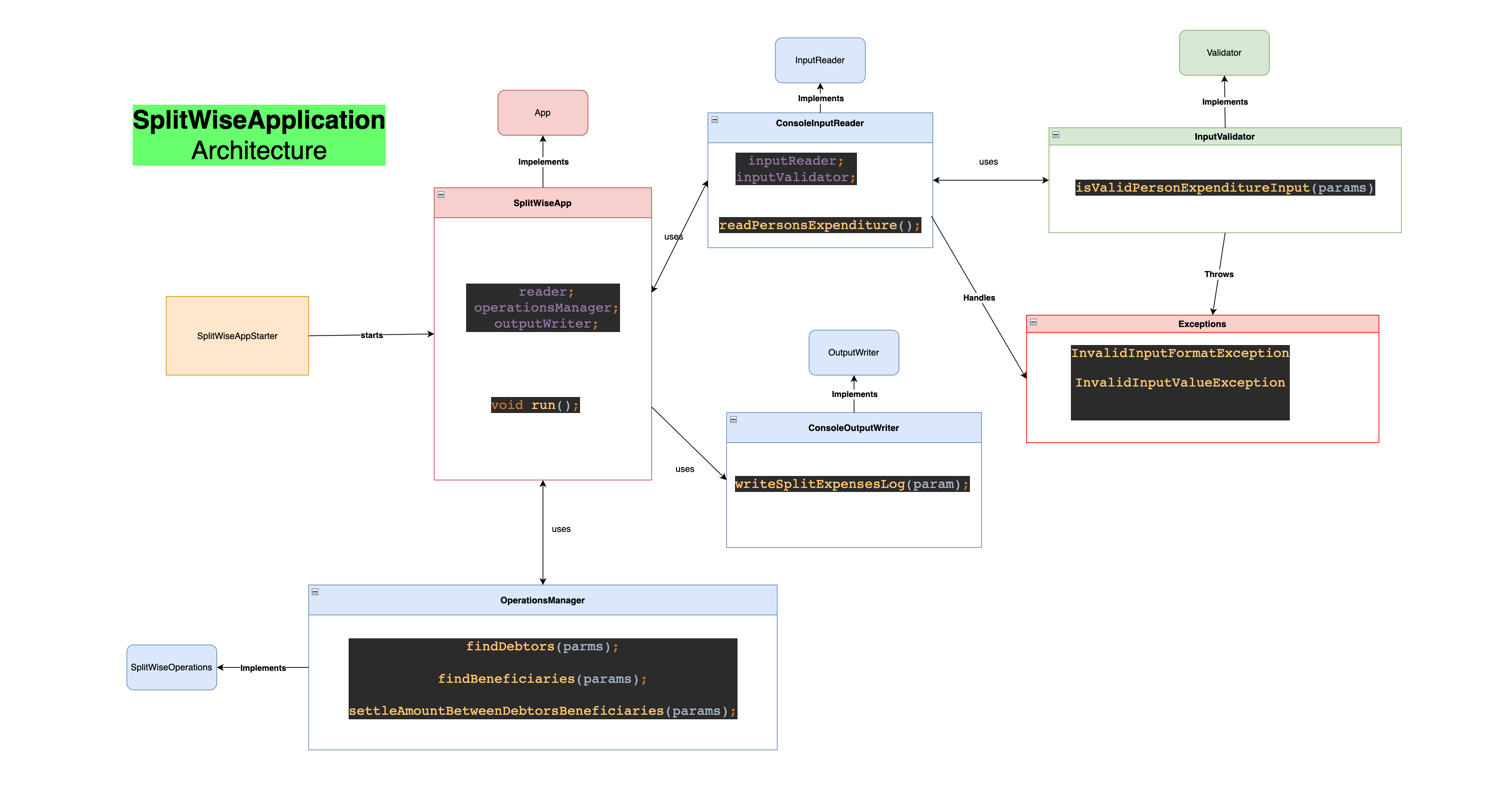 SplitWiseApplication
Architecture
App
Impelements
SplitWiseApp
reader;
operationsManager;
outputWriter;
void run();
SplitWiseAppStarter
starts
uses
InputReader
Implements
ConsoleInputReader
inputReader;
inputValidator;
readPersonsExpenditure();
uses
Validator
Implements
InputValidator
isValidPersonExpenditureInput(params)
Throws
Handles
Exceptions
InvalidInputFormatException
InvalidInputValueException
OutputWriter
Implements
ConsoleOutputWriter
writeSplitExpensesLog(param);
uses
uses
OperationsManager
findDebtors(parms);
findBeneficiaries(params);
settleAmountBetweenDebtorsBeneficiaries(params);
Implements
SplitWiseOperations